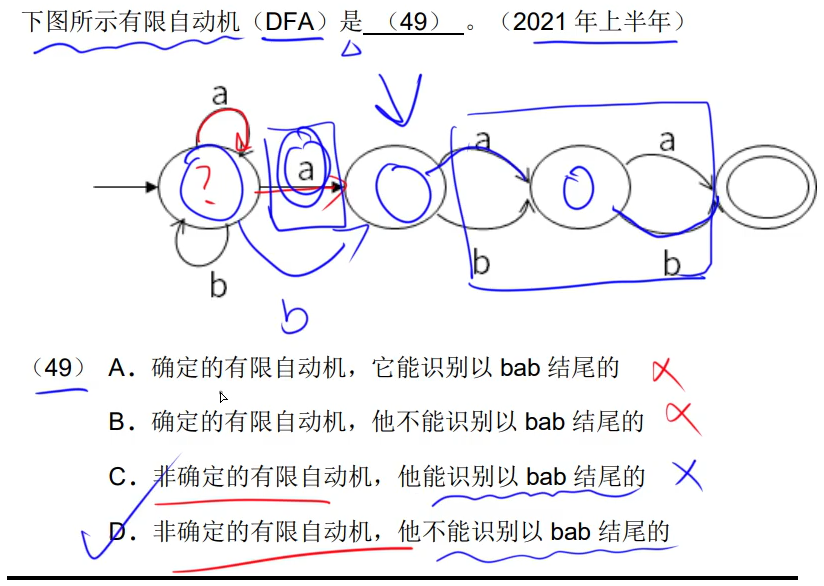 下图所示有限自动机（DFA）是 （49） 。（2021 年上半年）
a
a
a
a
?
0
b
b
b
b
（49） A．确定的有限自动机，它能识别以 bab 结尾的
B．确定的有限自动机，他不能识别以 bab 结尾的
C．非确定的有限自动机，他能识别以 bab 结尾的
D．非确定的有限自动机，他不能识别以 bab 结尾的